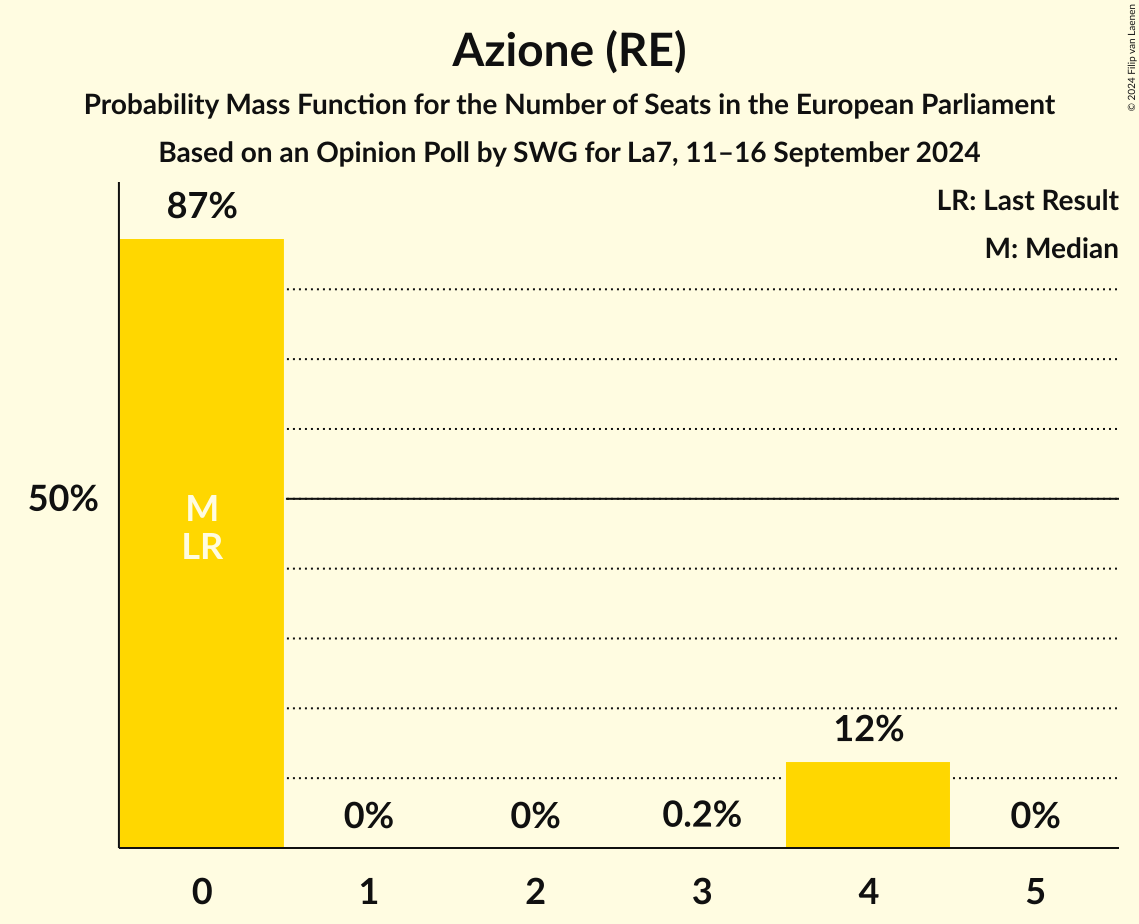 Azione (RE)
Probability Mass Function for the Number of Seats in the European Parliament
Based on an Opinion Poll by SWG for La7, 11–16 September 2024
© 2024 Filip van Laenen
LR: Last Result
M: Median
87%
50%
M
LR
12%
0%
0%
0.2%
0%
0
1
2
3
4
5